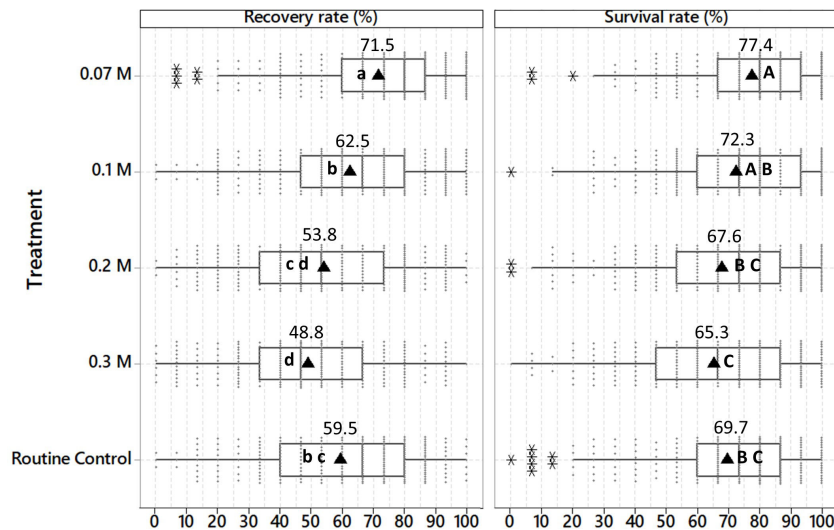 Recovery rate (%) Survival rate (%)
71.5 77.4
0.07 M a A
62.5 72.3
0.1 M b A B
53.8 67.6
0.2 M c d B C
48.8 65.3
0.3 M d C
59.5 69.7
Routine Control b c B C
Treatment
0 10 20 30 40 50 60 70 80 90 100 0 10 20 30 40 50 60 70 80 90 100